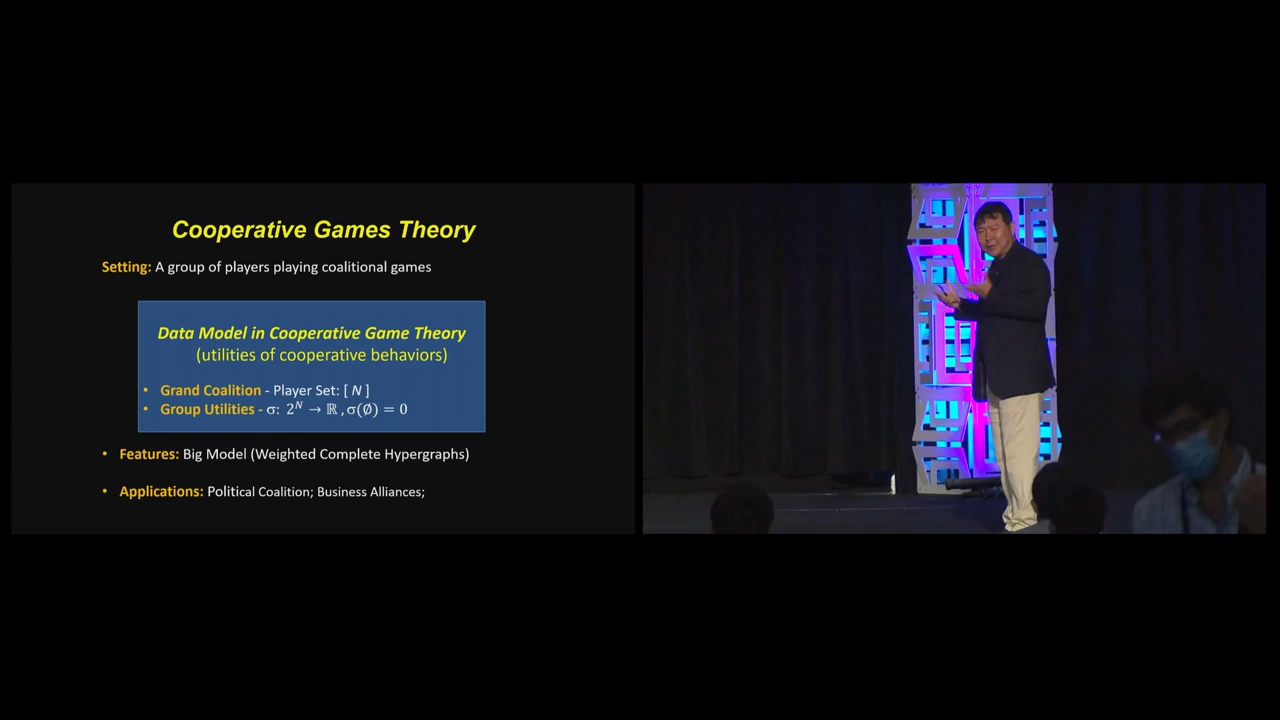 Cooperative Games Theory
Setting: A group of players playing coalitional games
Data Model in Cooperative Game Theory
(utilities of cooperative behaviors)
• Grand Coalition - Player Set: [ N ]
• Group Utilities - σ: 2^N → ℝ , σ(∅) = 0
• Features: Big Model (Weighted Complete Hypergraphs)
• Applications: Political Coalition; Business Alliances;